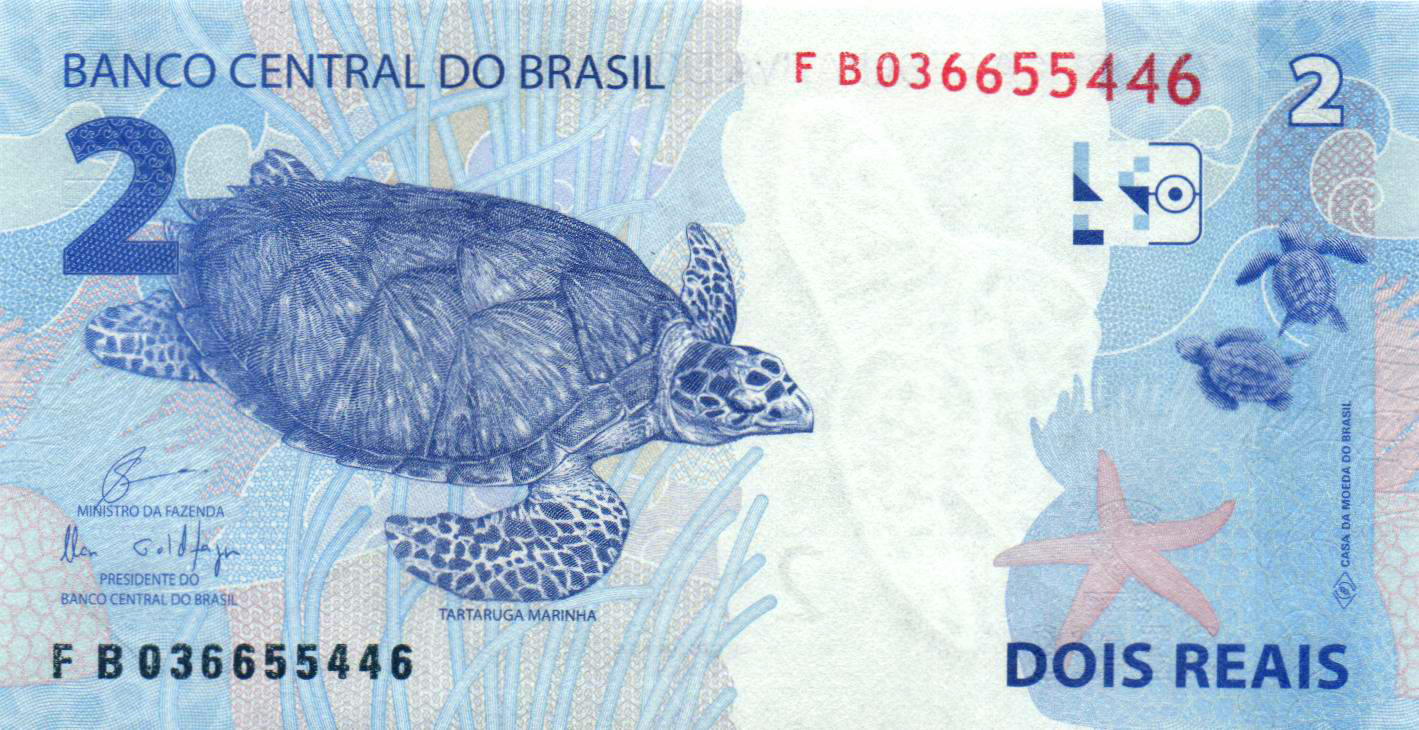 BANCO CENTRAL DO BRASIL
F B 036655446
2
2
MINISTRO DA FAZENDA
PRESIDENTE DO
BANCO CENTRAL DO BRASIL
TARTARUGA MARINHA
F B 036655446
CASA DA MOEDA DO BRASIL
DOIS REAIS